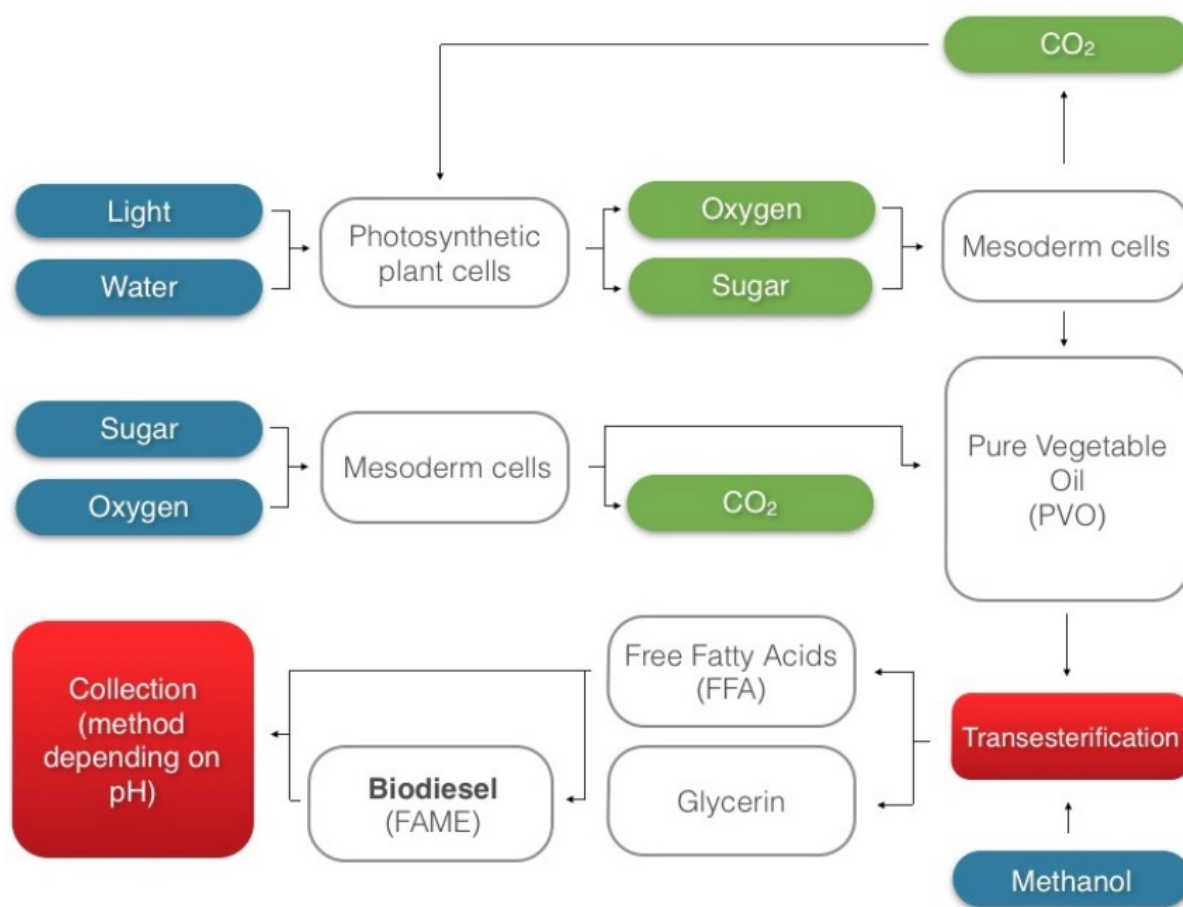 CO₂
Light
Water
Photosynthetic
plant cells
Oxygen
Sugar
Mesoderm cells
Sugar
Oxygen
Mesoderm cells
CO₂
Pure Vegetable
Oil
(PVO)
Collection
(method
depending on
pH)
Biodiesel
(FAME)
Free Fatty Acids
(FFA)
Glycerin
Transesterification
Methanol